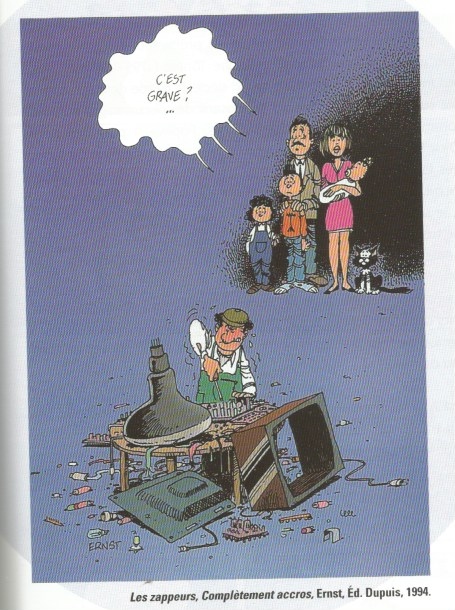 C'EST
GRAVE ?
...
ERNST
Les zappeurs, Complètement accros, Ernst, Éd. Dupuis, 1994.